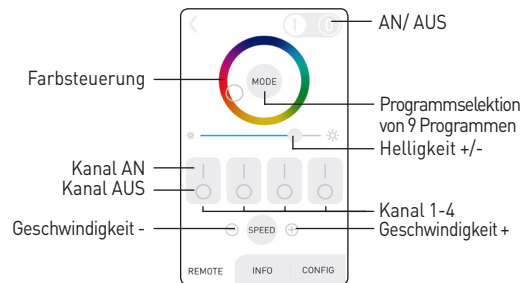 AN/ AUS
Farbsteuerung
MODE
Programmselektion
von 9 Programmen
Helligkeit +/-
Kanal AN
Kanal AUS
Kanal 1-4
Geschwindigkeit -
SPEED
Geschwindigkeit +
REMOTE
INFO
CONFIG